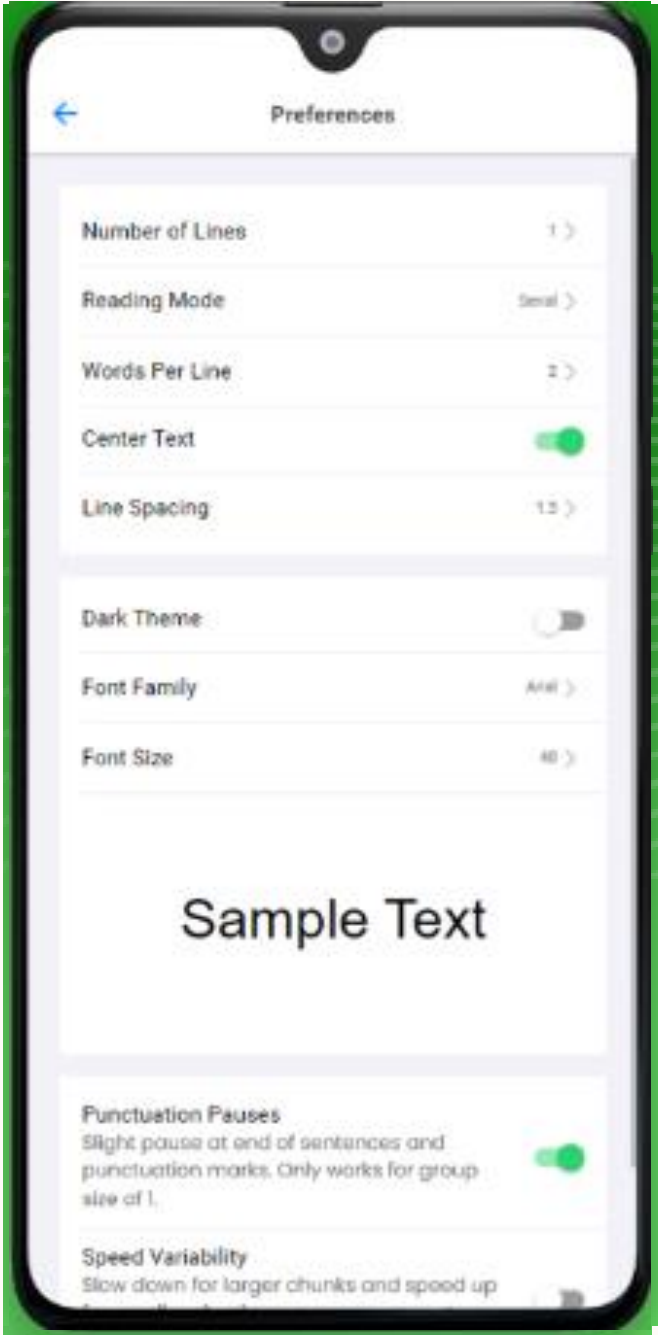 Preferences
Number of Lines 1
Reading Mode Serial
Words Per Line 2
Center Text
Line Spacing 1.5
Dark Theme
Font Family Arial
Font Size 40
Sample Text
Punctuation Pauses
Slight pause at end of sentences and
punctuation marks. Only works for group
size of 1.
Speed Variability
Slow down for larger chunks and speed up